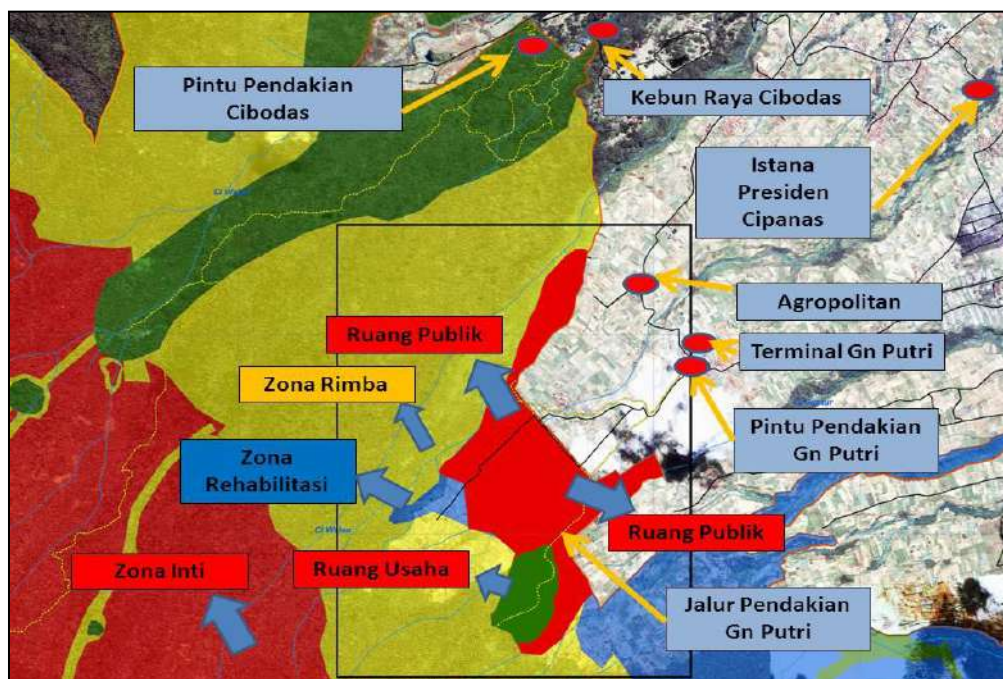 Pintu Pendakian
Cibodas
Kebun Raya Cibodas
Istana
Presiden
Cipanas
Agropolitan
Ruang Publik
Terminal Gn Putri
Zona Rimba
Pintu Pendakian
Gn Putri
Zona
Rehabilitasi
Ruang Publik
Zona Inti
Ruang Usaha
Jalur Pendakian
Gn Putri